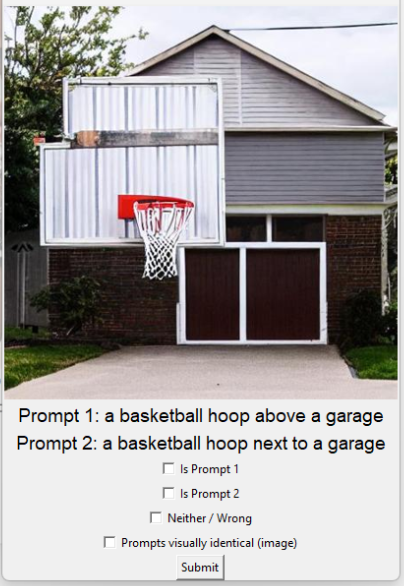 Prompt 1: a basketball hoop above a garage
Prompt 2: a basketball hoop next to a garage
Is Prompt 1
Is Prompt 2
Neither / Wrong
Prompts visually identical (image)
Submit